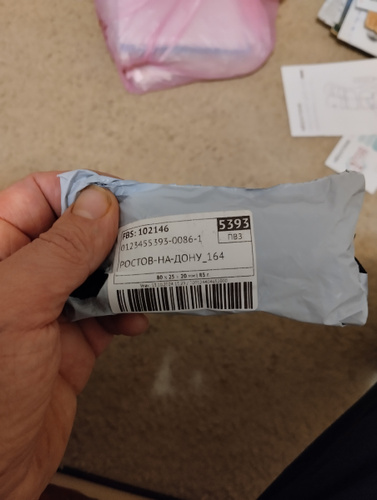 FBS: 102146
5393
0123455393-0086-1
ПВЗ
РОСТОВ-НА-ДОНУ_164